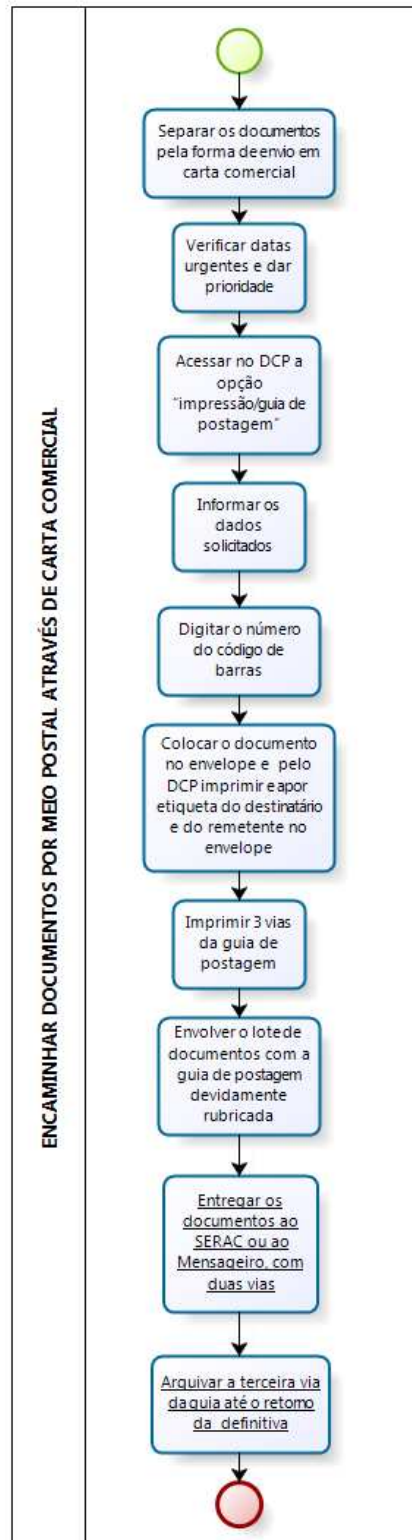 ENCAMINHAR DOCUMENTOS POR MEIO POSTAL ATRAVÉS DE CARTA COMERCIAL
Separar os documentos
pela forma de envio em
carta comercial
Verificar datas
urgentes e dar
prioridade
Acessar no DCP a
opção
"impressão/guia de
postagem"
Informar os
dados
solicitados
Digitar o número
do código de
barras
Colocar o documento
no envelope e pelo
DCP imprimir e apor
etiqueta do destinatário
e do remetente no
envelope
Imprimir 3 vias
da guia de
postagem
Envolver o lote de
documentos com a
guia de postagem
devidamente
rubricada
Entregar os
documentos ao
SERAC ou ao
Mensageiro, com
duas vias
Arquivar a terceira via
da guia até o retorno
da definitiva